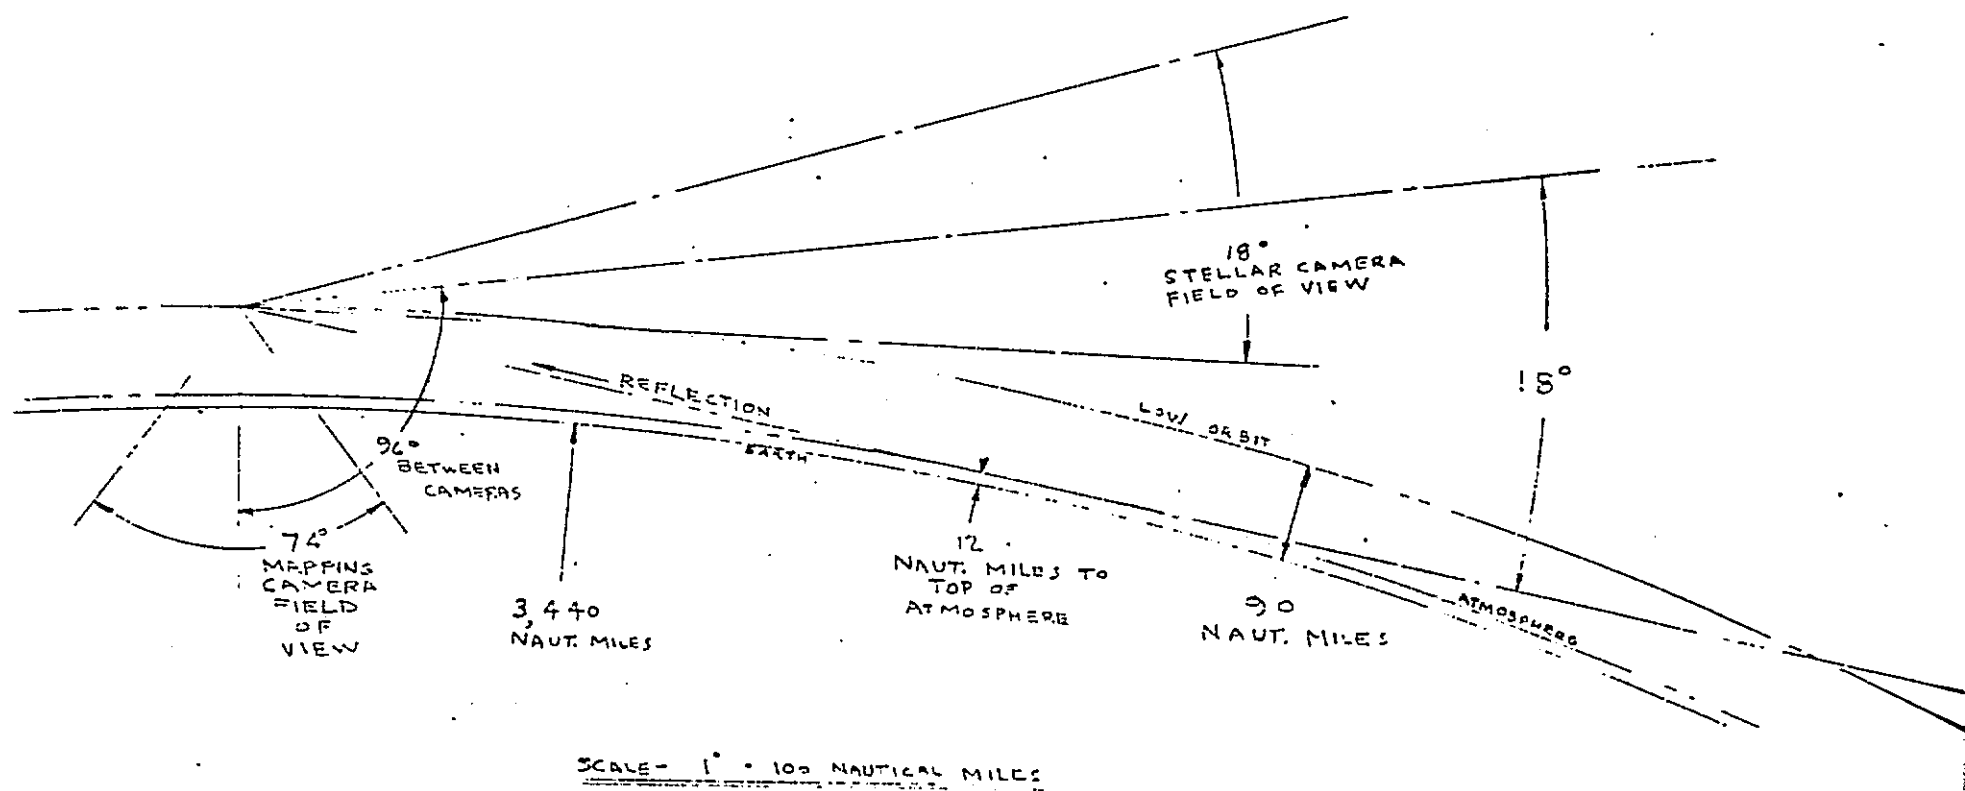 18°
STELLAR CAMERA
FIELD OF VIEW
15°
REFLECTION
LOW ORBIT
EARTH
96°
BETWEEN
CAMERAS
74°
MAPPING
CAMERA
FIELD
OF
VIEW
3,440
NAUT. MILES
12
NAUT. MILES TO
TOP OF
ATMOSPHERE
90
NAUT. MILES
ATMOSPHERE
SCALE - 1" = 100 NAUTICAL MILES